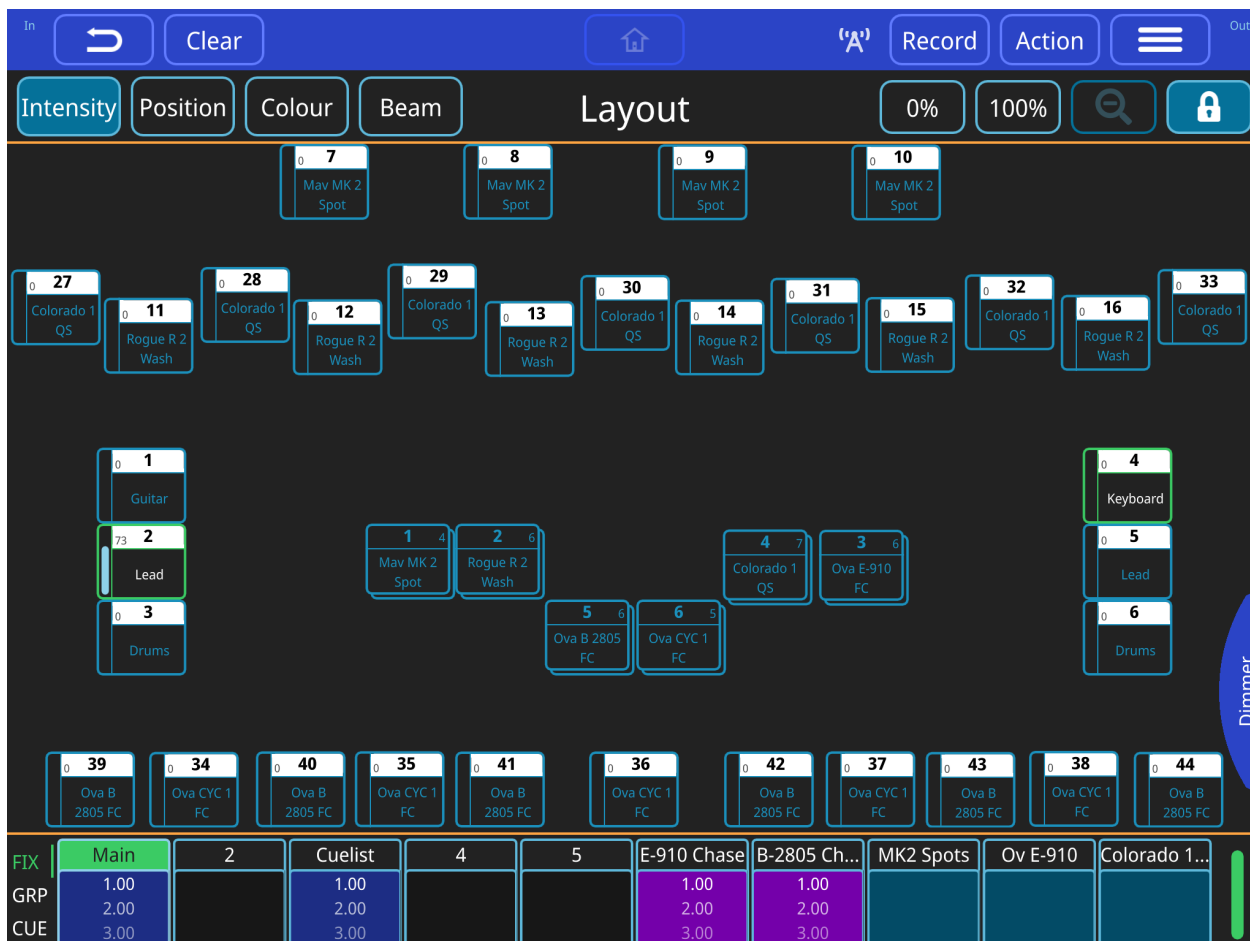 In
Clear
Record
Action
Out
Intensity
Position
Colour
Beam
Layout
0%
100%
0 7
Mav MK 2
Spot
0 8
Mav MK 2
Spot
0 9
Mav MK 2
Spot
0 10
Mav MK 2
Spot
0 27
Colorado 1
QS
0 11
Rogue R 2
Wash
0 28
Colorado 1
QS
0 12
Rogue R 2
Wash
0 29
Colorado 1
QS
0 13
Rogue R 2
Wash
0 30
Colorado 1
QS
0 14
Rogue R 2
Wash
0 31
Colorado 1
QS
0 15
Rogue R 2
Wash
0 32
Colorado 1
QS
0 16
Rogue R 2
Wash
0 33
Colorado 1
QS
0 1
Guitar
73 2
Lead
0 3
Drums
1 4
Mav MK 2
Spot
2 6
Rogue R 2
Wash
5 6
Ova B 2805
FC
6 5
Ova CYC 1
FC
4 7
Colorado 1
QS
3 6
Ova E-910
FC
0 4
Keyboard
0 5
Lead
0 6
Drums
Dimmer
0 39
Ova B
2805 FC
0 34
Ova CYC 1
FC
0 40
Ova B
2805 FC
0 35
Ova CYC 1
FC
0 41
Ova B
2805 FC
0 36
Ova CYC 1
FC
0 42
Ova B
2805 FC
0 37
Ova CYC 1
FC
0 43
Ova B
2805 FC
0 38
Ova CYC 1
FC
0 44
Ova B
2805 FC
FIX
GRP
CUE
Main
1.00
2.00
3.00
2
Cuelist
1.00
2.00
3.00
4
5
E-910 Chase
1.00
2.00
3.00
B-2805 Ch...
1.00
2.00
3.00
MK2 Spots
Ov E-910
Colorado 1...